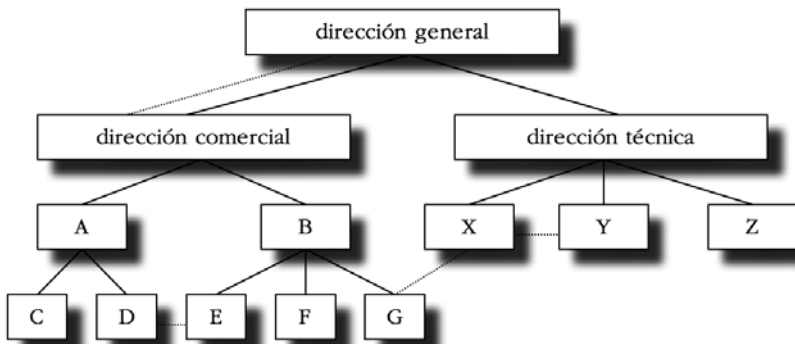 dirección general
dirección comercial
dirección técnica
A
B
X
Y
Z
C
D
E
F
G